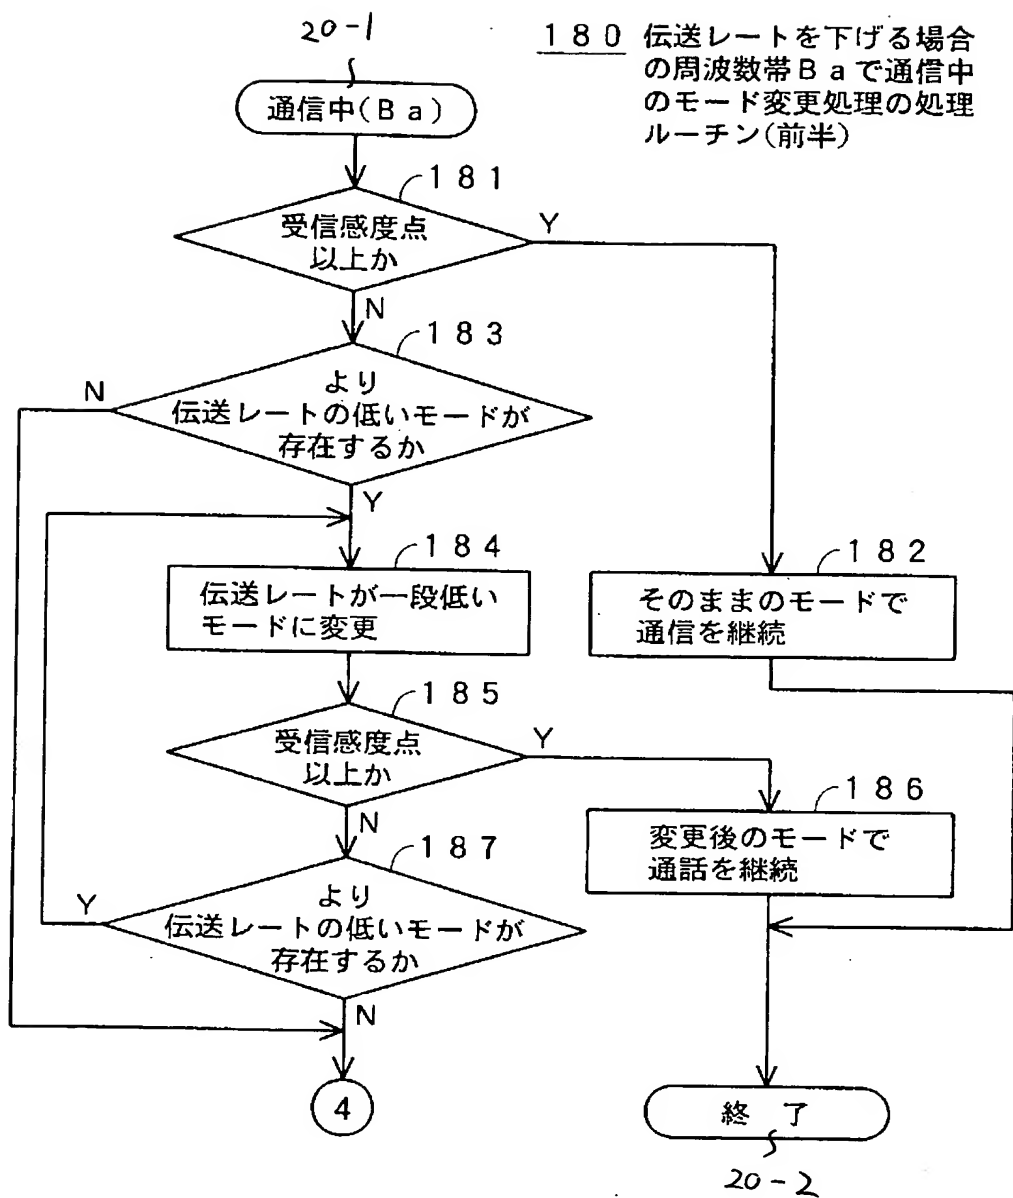 20-1
180 伝送レートを下げる場合
の周波数帯Baで通信中
のモード変更処理の処理
ルーチン(前半)
通信中(Ba)
181
受信感度点
以上か
Y
N
183
より
伝送レートの低いモードが
存在するか
N
Y
184
伝送レートが一段低い
モードに変更
182
そのままのモードで
通信を継続
185
受信感度点
以上か
Y
N
186
変更後のモードで
通話を継続
187
より
伝送レートの低いモードが
存在するか
Y
N
4
終 了
20-2